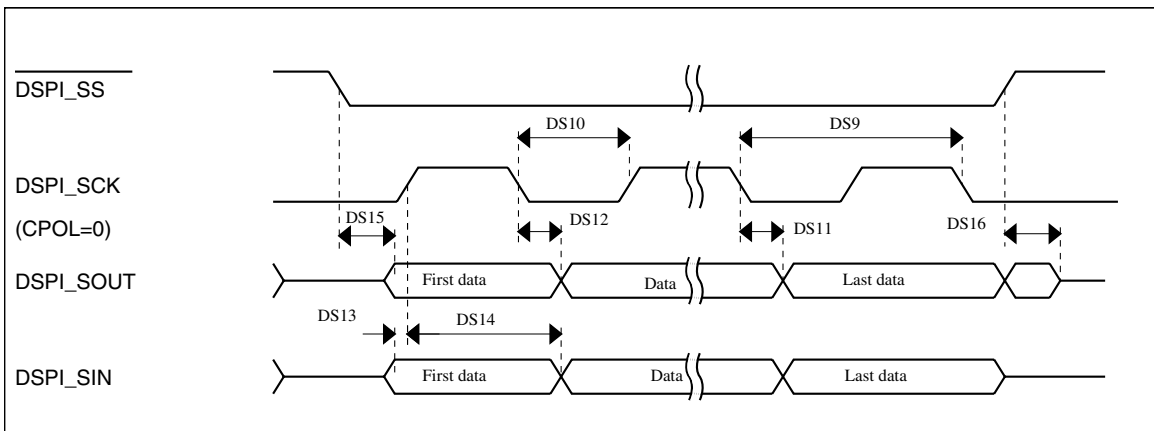 DSPI_SS
DS10
DS9
DSPI_SCK
(CPOL=0)
DS15
DS12
DS11
DS16
DSPI_SOUT
First data
Data
Last data
DS13
DS14
DSPI_SIN
First data
Data
Last data